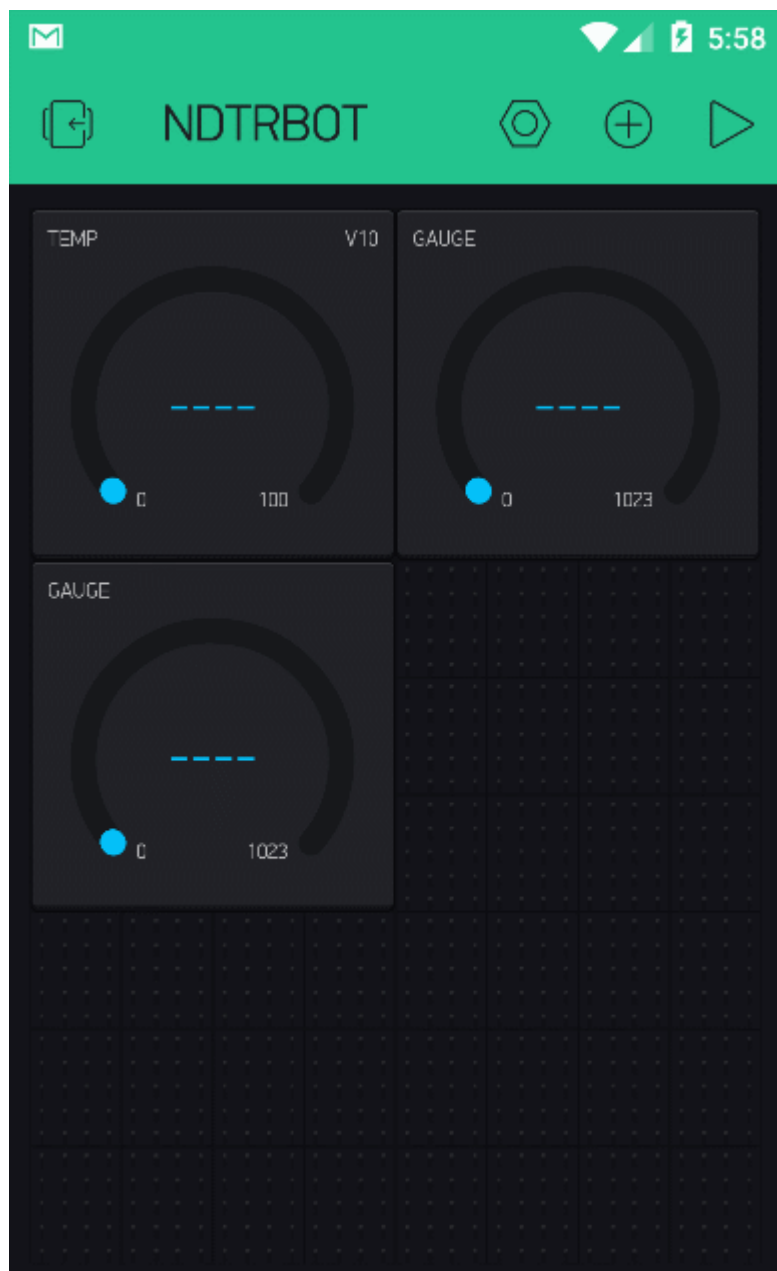 5:58
NDTRBOT
TEMP V10 GAUGE
----
----
0 100 0 1023
GAUGE
----
0 1023